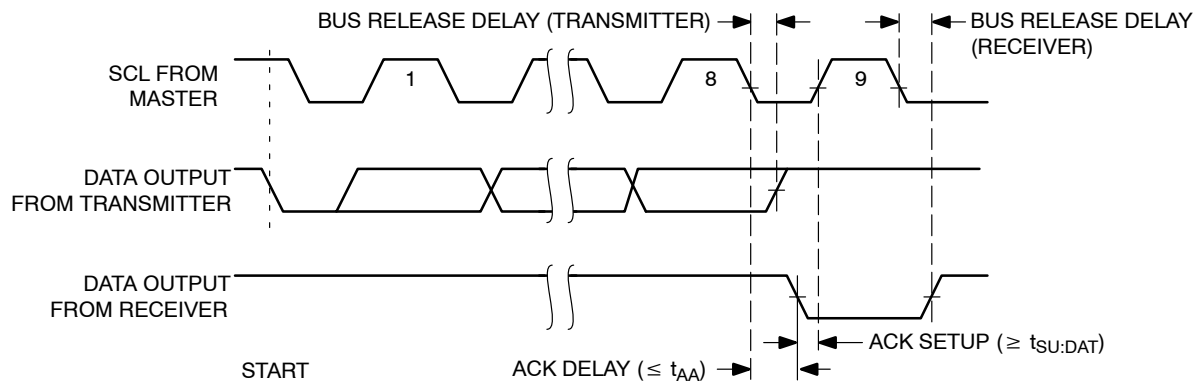 BUS RELEASE DELAY (TRANSMITTER)
BUS RELEASE DELAY
(RECEIVER)
SCL FROM
MASTER
1
8
9
DATA OUTPUT
FROM TRANSMITTER
DATA OUTPUT
FROM RECEIVER
START
ACK DELAY (≤ tAA)
ACK SETUP (≥ tSU:DAT)